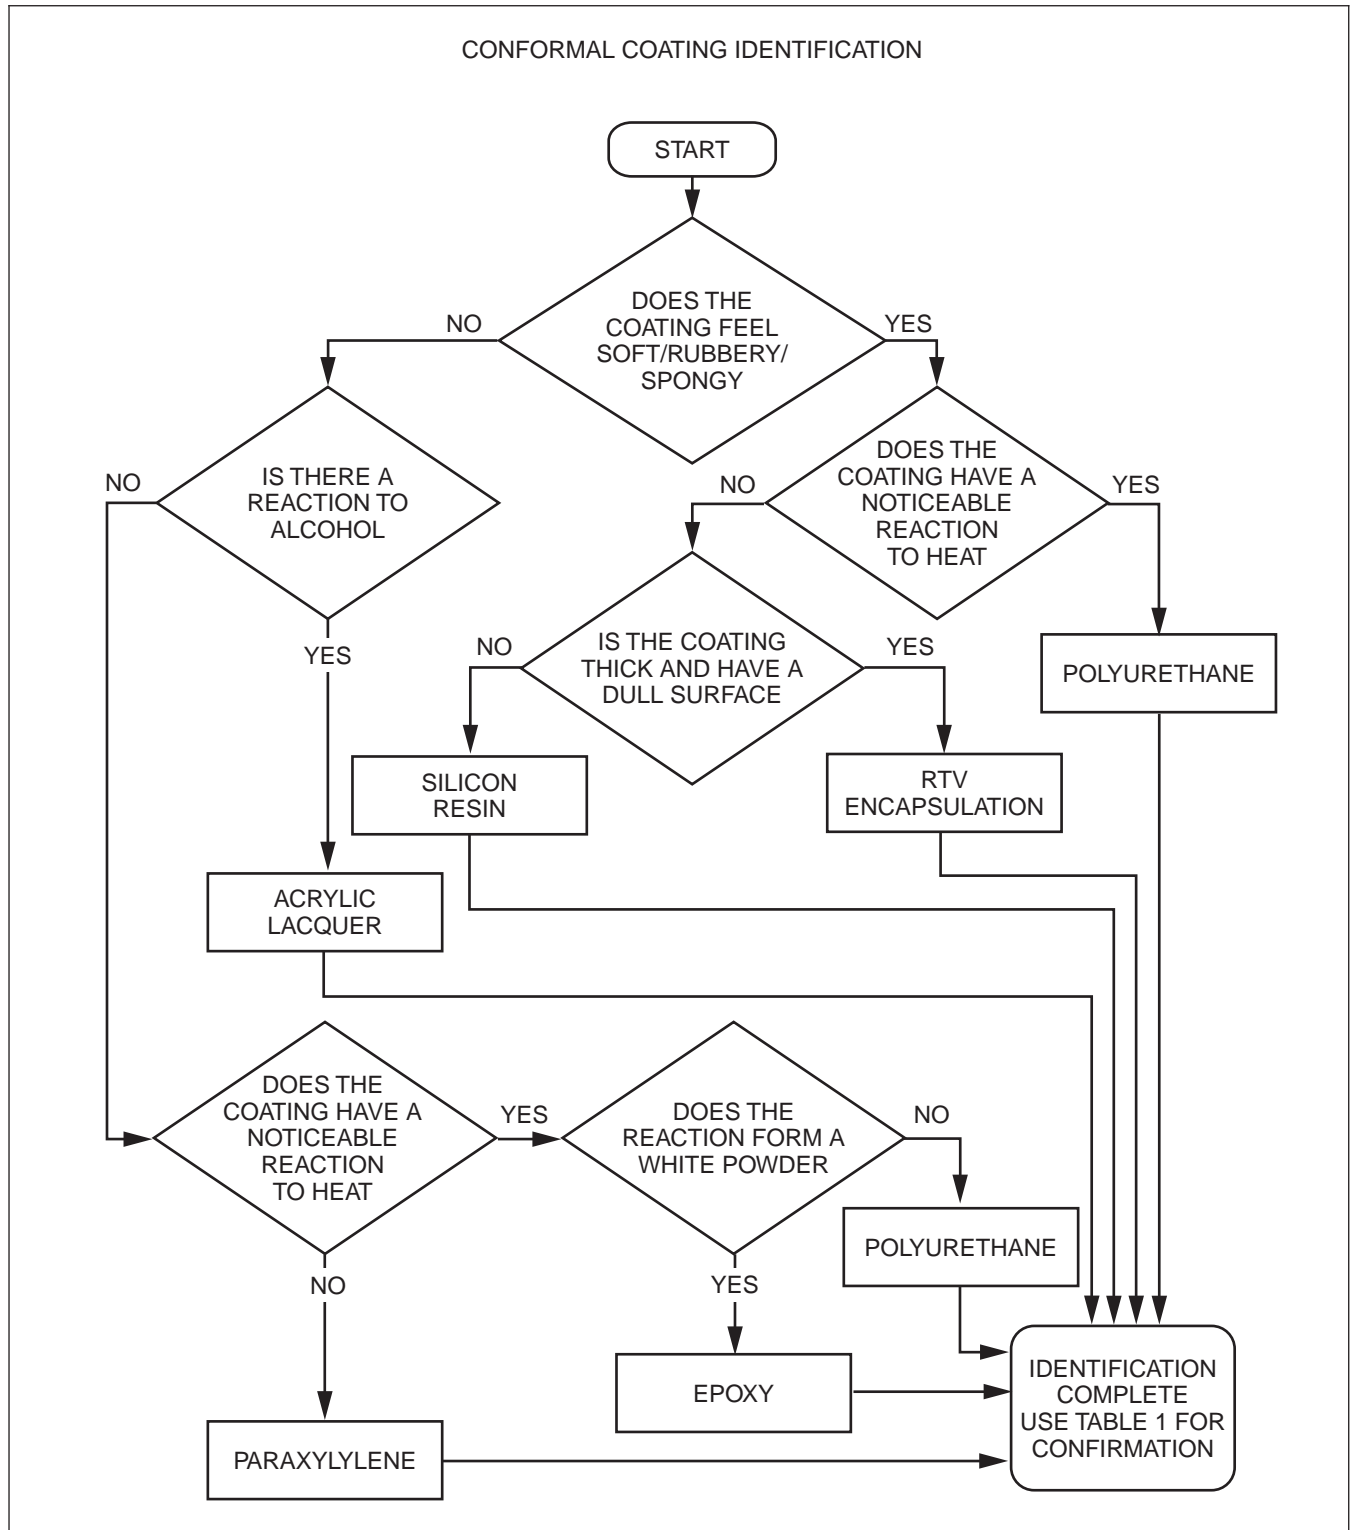 CONFORMAL COATING IDENTIFICATION
START
DOES THE
COATING FEEL
SOFT/RUBBERY/
SPONGY
NO
YES
IS THERE A
REACTION TO
ALCOHOL
NO
YES
DOES THE
COATING HAVE A
NOTICEABLE
REACTION
TO HEAT
NO
YES
IS THE COATING
THICK AND HAVE A
DULL SURFACE
NO
YES
POLYURETHANE
SILICON
RESIN
RTV
ENCAPSULATION
ACRYLIC
LACQUER
DOES THE
COATING HAVE A
NOTICEABLE
REACTION
TO HEAT
YES
NO
DOES THE
REACTION FORM A
WHITE POWDER
NO
YES
POLYURETHANE
EPOXY
PARAXYLYLENE
IDENTIFICATION
COMPLETE
USE TABLE 1 FOR
CONFIRMATION